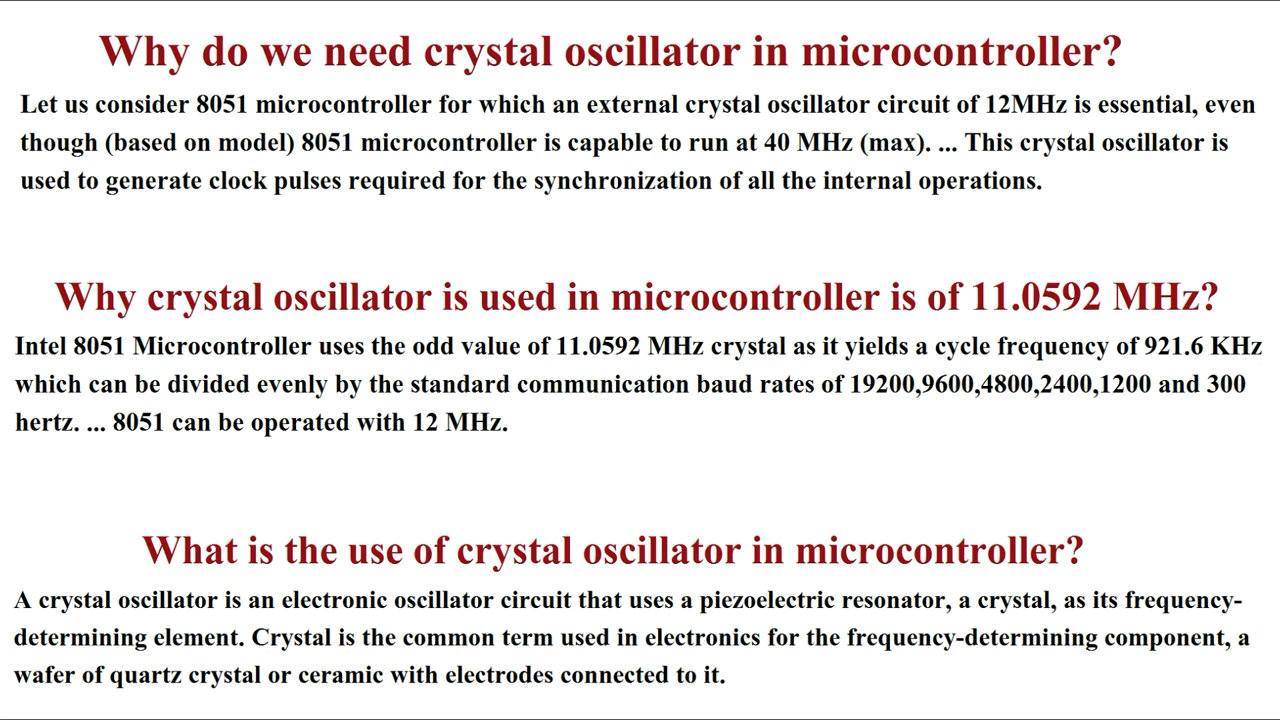 Why do we need crystal oscillator in microcontroller?
Let us consider 8051 microcontroller for which an external crystal oscillator circuit of 12MHz is essential, even
though (based on model) 8051 microcontroller is capable to run at 40 MHz (max). ... This crystal oscillator is
used to generate clock pulses required for the synchronization of all the internal operations.
Why crystal oscillator is used in microcontroller is of 11.0592 MHz?
Intel 8051 Microcontroller uses the odd value of 11.0592 MHz crystal as it yields a cycle frequency of 921.6 KHz
which can be divided evenly by the standard communication baud rates of 19200,9600,4800,2400,1200 and 300
hertz. ... 8051 can be operated with 12 MHz.
What is the use of crystal oscillator in microcontroller?
A crystal oscillator is an electronic oscillator circuit that uses a piezoelectric resonator, a crystal, as its frequency-
determining element. Crystal is the common term used in electronics for the frequency-determining component, a
wafer of quartz crystal or ceramic with electrodes connected to it.